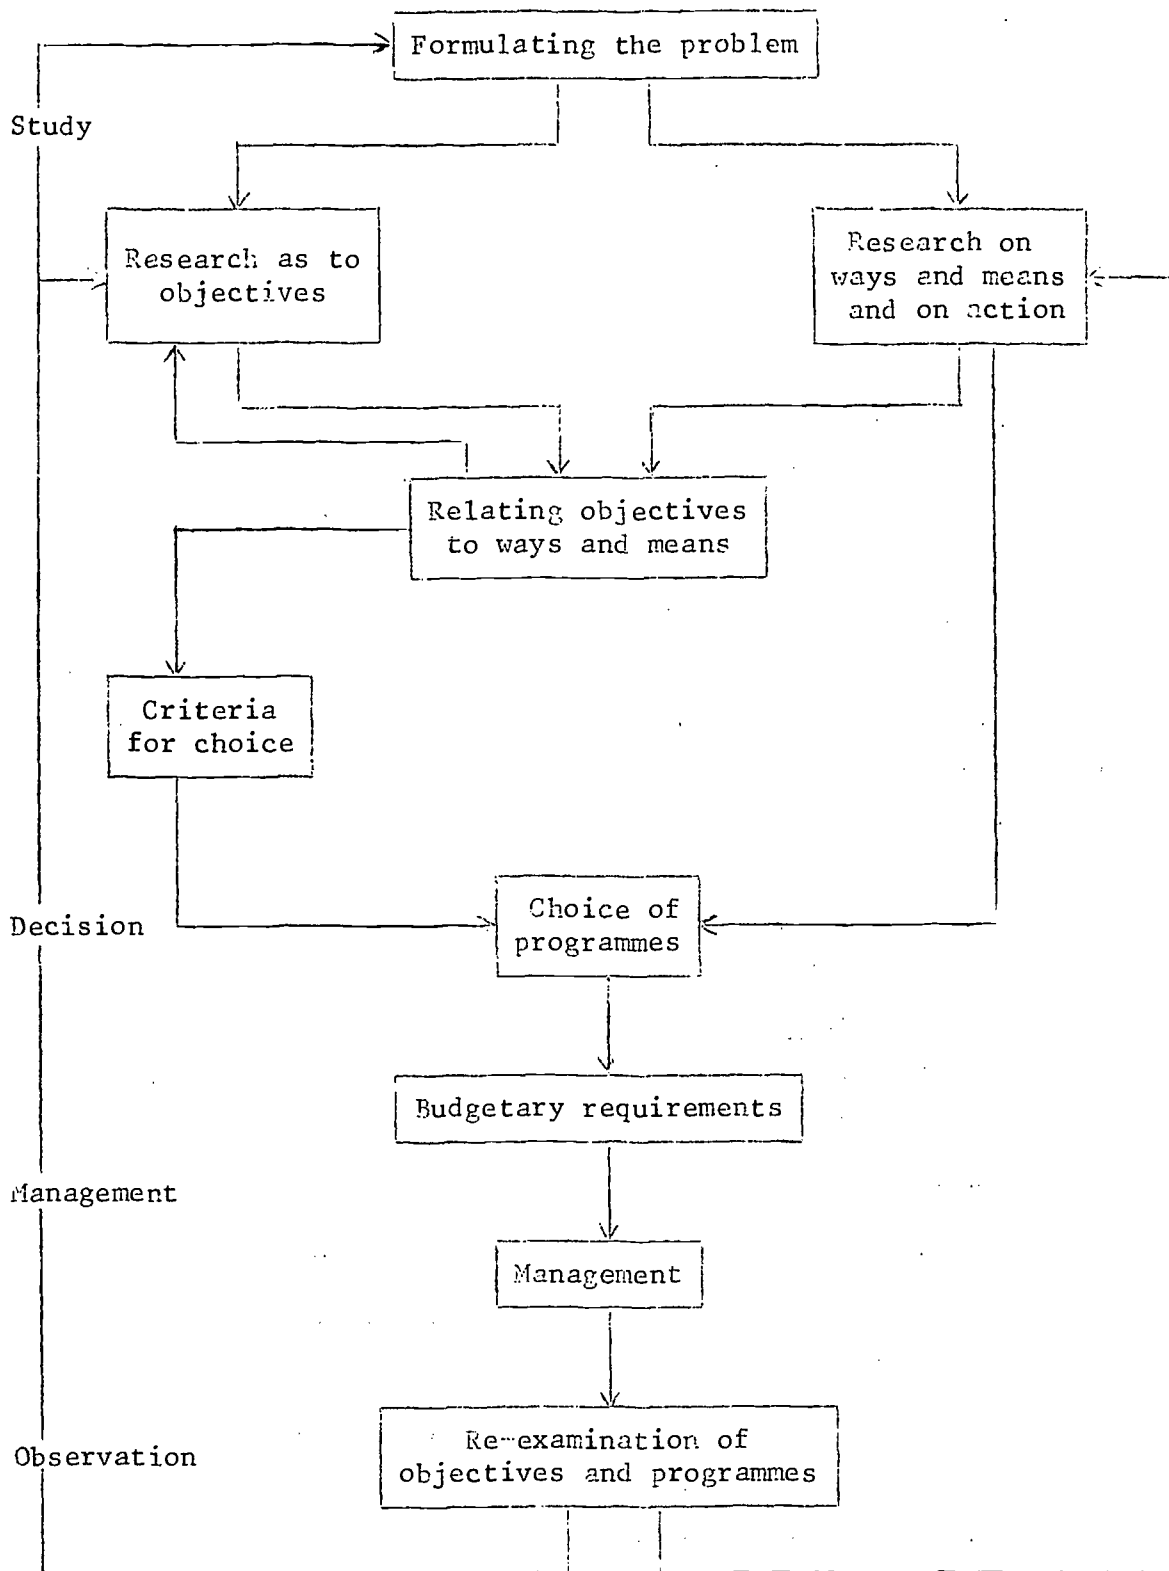 Formulating the problem
Study
Research as to
objectives
Research on
ways and means
and on action
Relating objectives
to ways and means
Criteria
for choice
Decision
Choice of
programmes
Budgetary requirements
Management
Management
Observation
Re-examination of
objectives and programmes